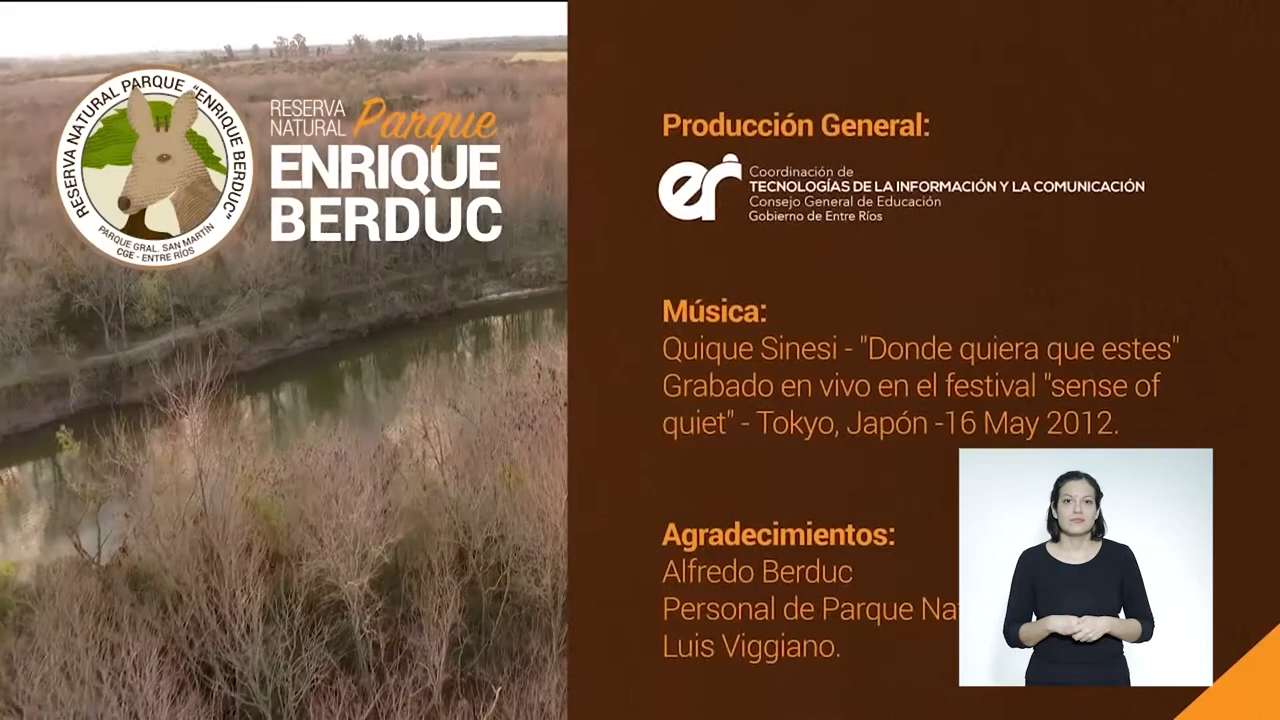 RESERVA NATURAL PARQUE "ENRIQUE BERDUC"
PARQUE GRAL. SAN MARTÍN
CGE - ENTRE RÍOS
RESERVA
NATURAL Parque
ENRIQUE
BERDUC
Producción General:
er
Coordinación de
TECNOLOGÍAS DE LA INFORMACIÓN Y LA COMUNICACIÓN
Consejo General de Educación
Gobierno de Entre Ríos
Música:
Quique Sinesi - "Donde quiera que estes"
Grabado en vivo en el festival "sense of
quiet" - Tokyo, Japón -16 May 2012.
Agradecimientos:
Alfredo Berduc
Personal de Parque
Luis Viggiano.